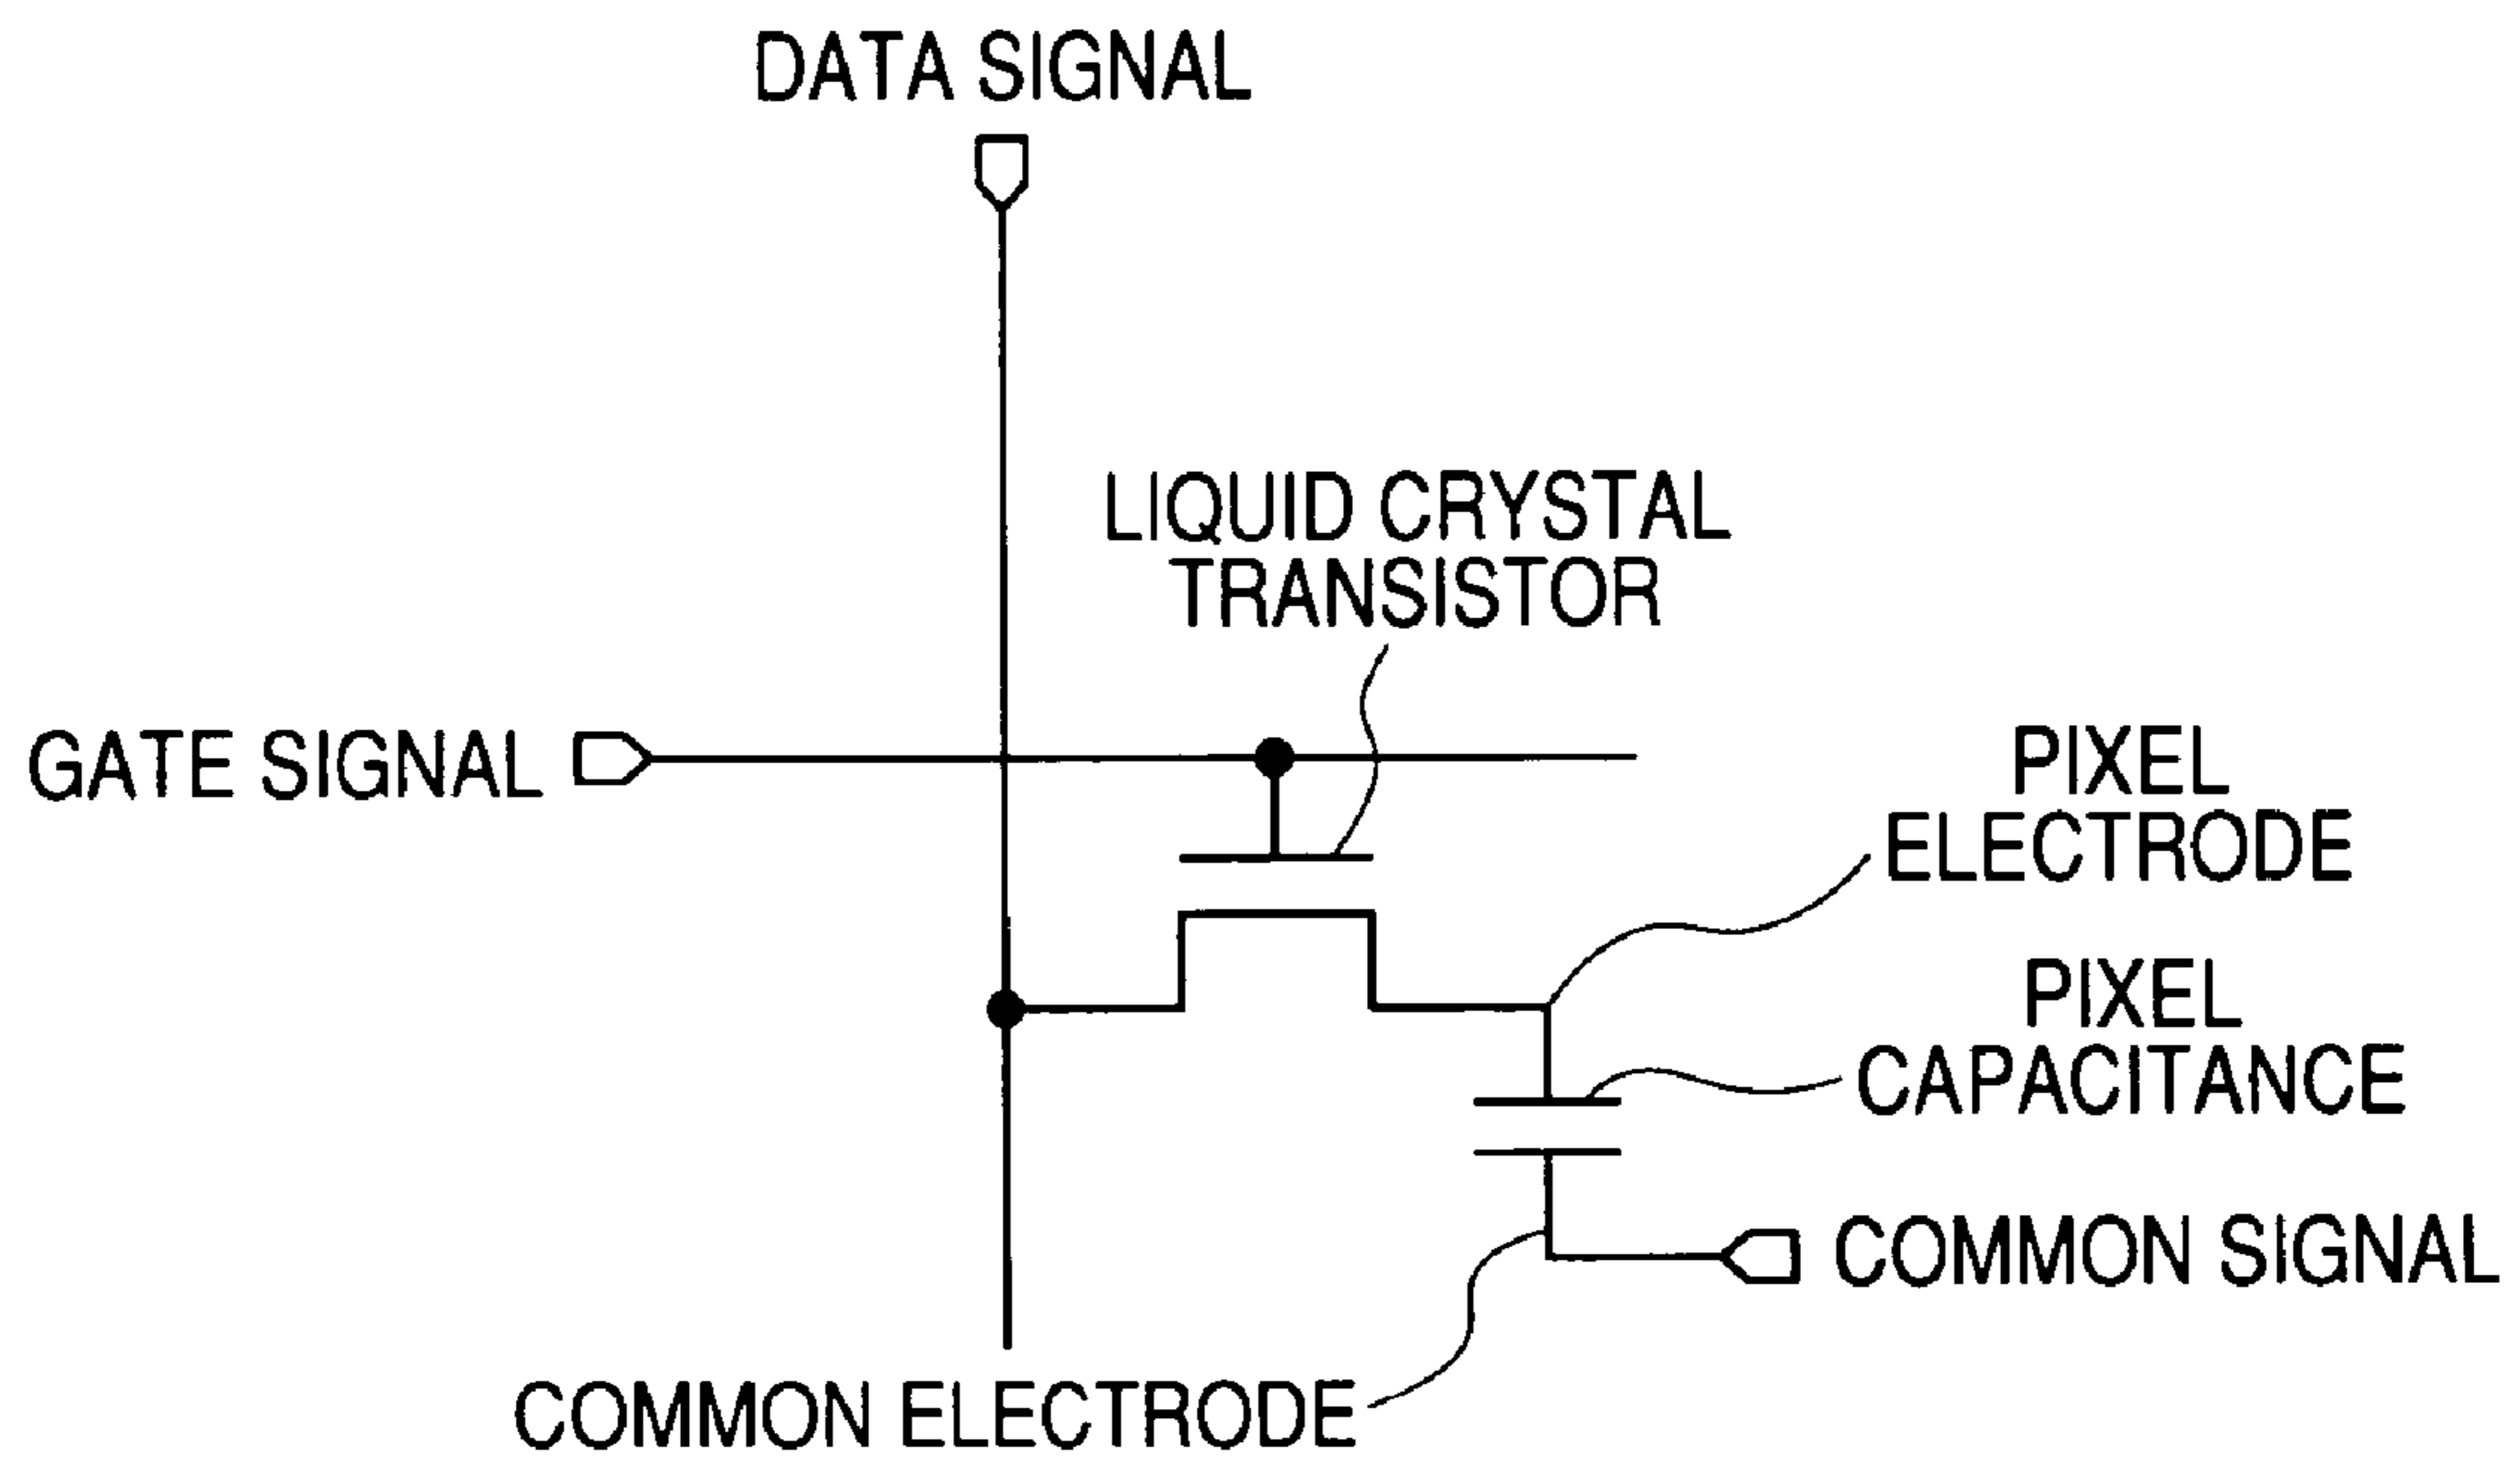 DATA SIGNAL
LIQUID CRYSTAL
TRANSISTOR
GATE SIGNAL
PIXEL
ELECTRODE
PIXEL
CAPACITANCE
COMMON SIGNAL
COMMON ELECTRODE